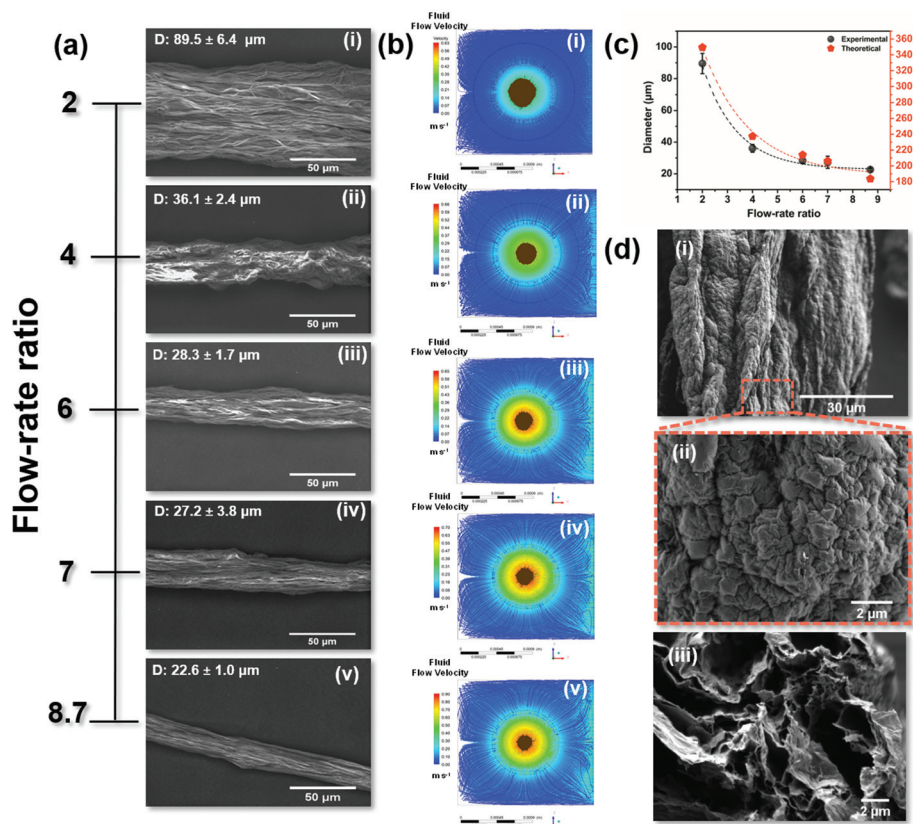 (a)
Flow-rate ratio
2
4
6
7
8.7
D: 89.5 ± 6.4 µm
(i)
50 µm
D: 36.1 ± 2.4 µm
(ii)
50 µm
D: 28.3 ± 1.7 µm
(iii)
50 µm
D: 27.2 ± 3.8 µm
(iv)
50 µm
D: 22.6 ± 1.0 µm
(v)
50 µm
(b)
Fluid
Flow Velocity
(i)
m s⁻¹
Fluid
Flow Velocity
(ii)
m s⁻¹
Fluid
Flow Velocity
(iii)
m s⁻¹
Fluid
Flow Velocity
(iv)
m s⁻¹
Fluid
Flow Velocity
(v)
m s⁻¹
(c)
Experimental
Theoretical
Diameter (µm)
100
80
60
40
20
360
340
320
300
280
260
240
220
200
180
1 2 3 4 5 6 7 8 9
Flow-rate ratio
(d)
(i)
30 µm
(ii)
2 µm
(iii)
2 µm